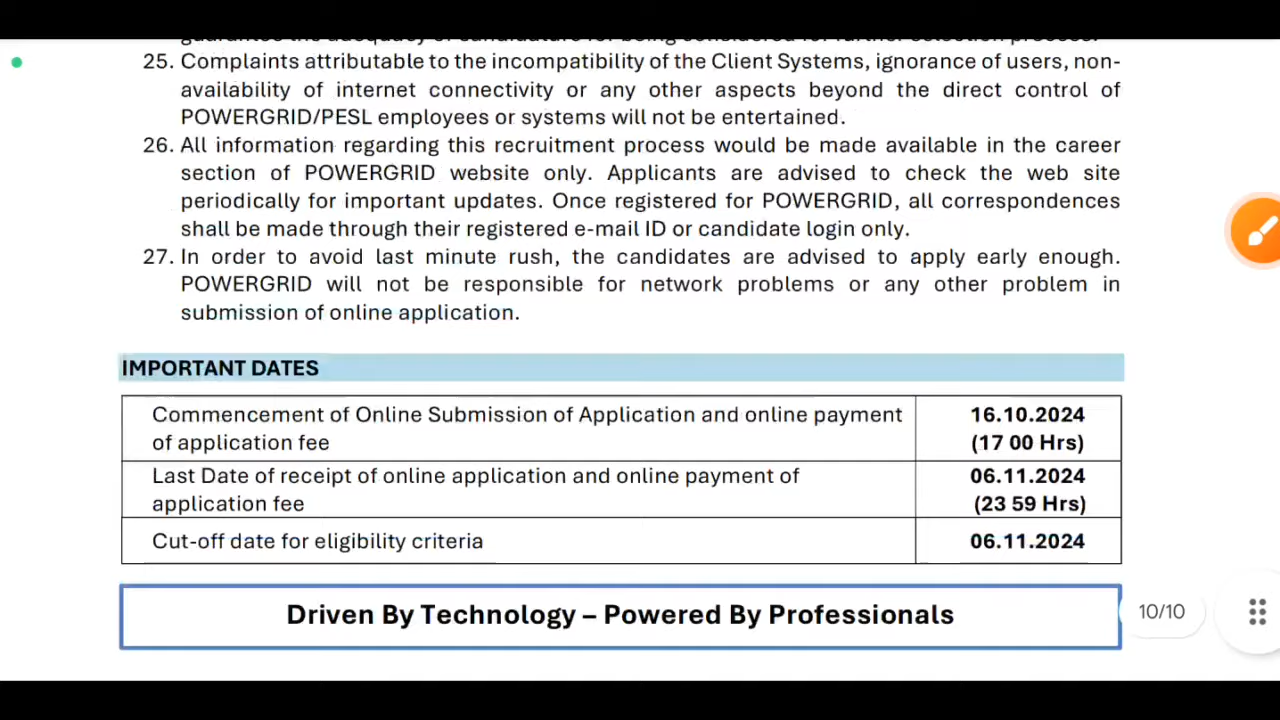 25. Complaints attributable to the incompatibility of the Client Systems, ignorance of users, non-
availability of internet connectivity or any other aspects beyond the direct control of
POWERGRID/PESL employees or systems will not be entertained.
26. All information regarding this recruitment process would be made available in the career
section of POWERGRID website only. Applicants are advised to check the web site
periodically for important updates. Once registered for POWERGRID, all correspondences
shall be made through their registered e-mail ID or candidate login only.
27. In order to avoid last minute rush, the candidates are advised to apply early enough.
POWERGRID will not be responsible for network problems or any other problem in
submission of online application.
IMPORTANT DATES
Commencement of Online Submission of Application and online payment 16.10.2024
of application fee (17 00 Hrs)
Last Date of receipt of online application and online payment of 06.11.2024
application fee (23 59 Hrs)
Cut-off date for eligibility criteria 06.11.2024
Driven By Technology – Powered By Professionals
10/10